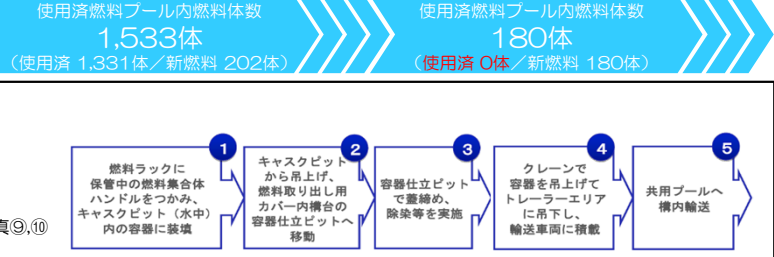 使用済燃料プール内燃料体数
1,533体
（使用済 1,331体／新燃料 202体）
使用済燃料プール内燃料体数
180体
（使用済 0体／新燃料 180体）
1
燃料ラックに
保管中の燃料集合体
ハンドルをつかみ、
キャスクピット（水中）
内の容器に装填
2
キャスクピット
から吊上げ、
燃料取り出し用
カバー内構台の
容器仕立ピットへ
移動
3
容器仕立ピット
で蓋締め、
除染等を実施
4
クレーンで
容器を吊上げて
トレーラーエリア
に吊下し、
輸送車両に積載
5
共用プールへ
構内輸送
真⑨,⑩